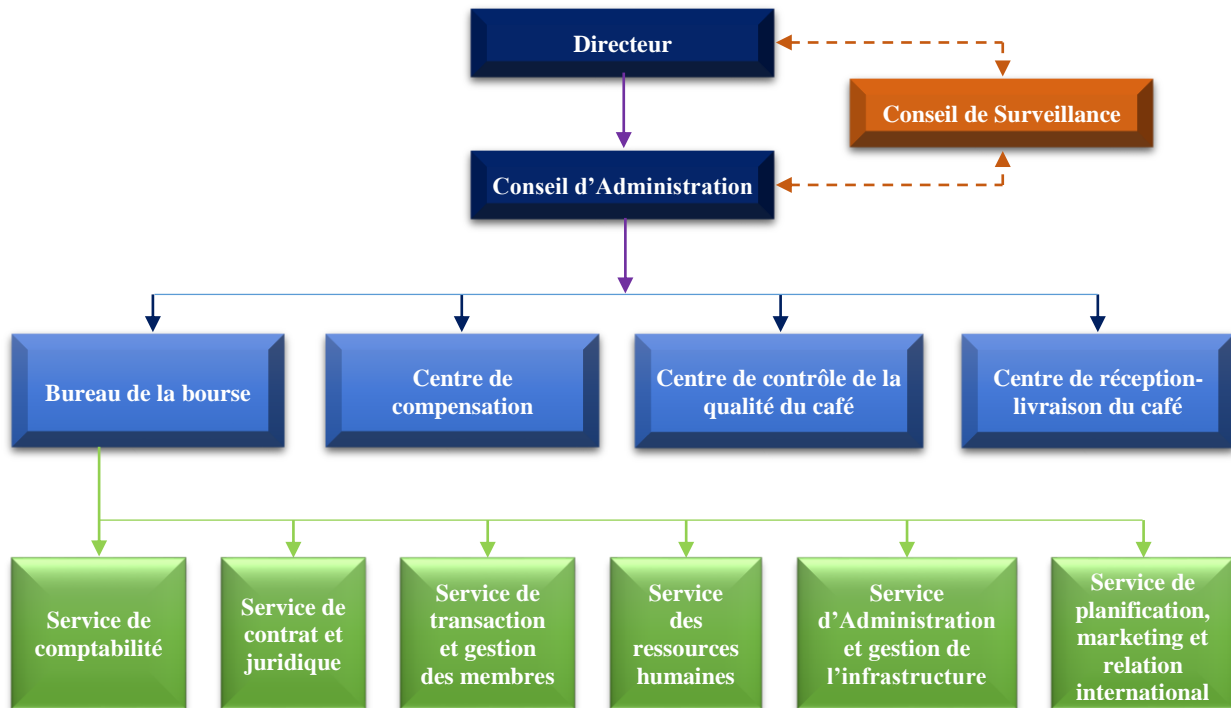 Directeur
Conseil de Surveillance
Conseil d’Administration
Bureau de la bourse
Centre de
compensation
Centre de contrôle de la
qualité du café
Centre de réception-
livraison du café
Service de
comptabilité
Service de
contrat et
juridique
Service de
transaction
et gestion
des membres
Service
des
ressources
humaines
Service
d’Administration
et gestion de
l’infrastructure
Service de
planification,
marketing et
relation
international